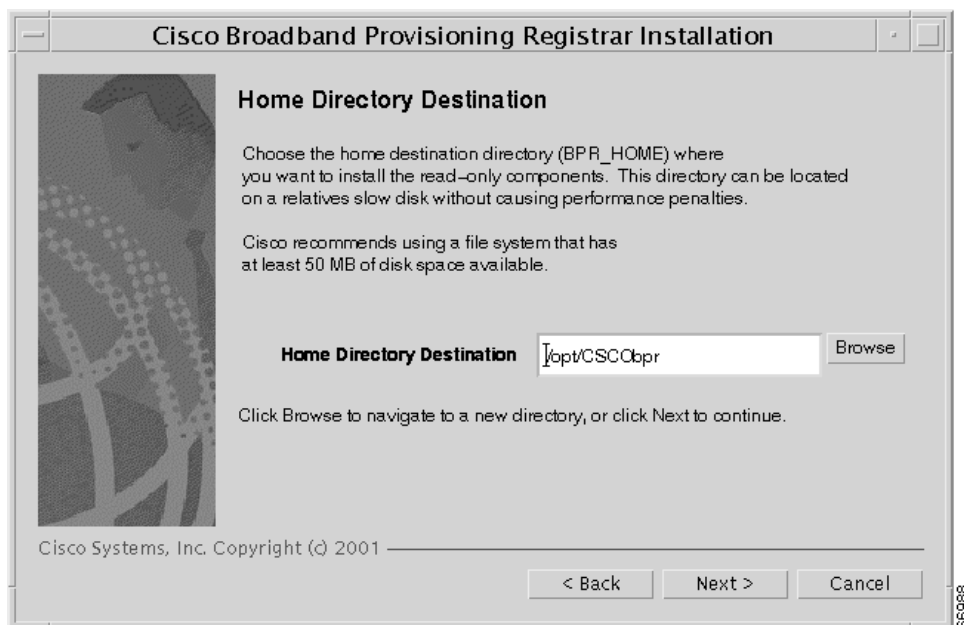 Cisco Broadband Provisioning Registrar Installation
Home Directory Destination
Choose the home destination directory (BPR_HOME) where
you want to install the read-only components. This directory can be located
on a relatives slow disk without causing performance penalties.
Cisco recommends using a file system that has
at least 50 MB of disk space available.
Home Directory Destination
/opt/CSCObpr
Browse
Click Browse to navigate to a new directory, or click Next to continue.
Cisco Systems, Inc. Copyright (c) 2001
< Back
Next >
Cancel
66988